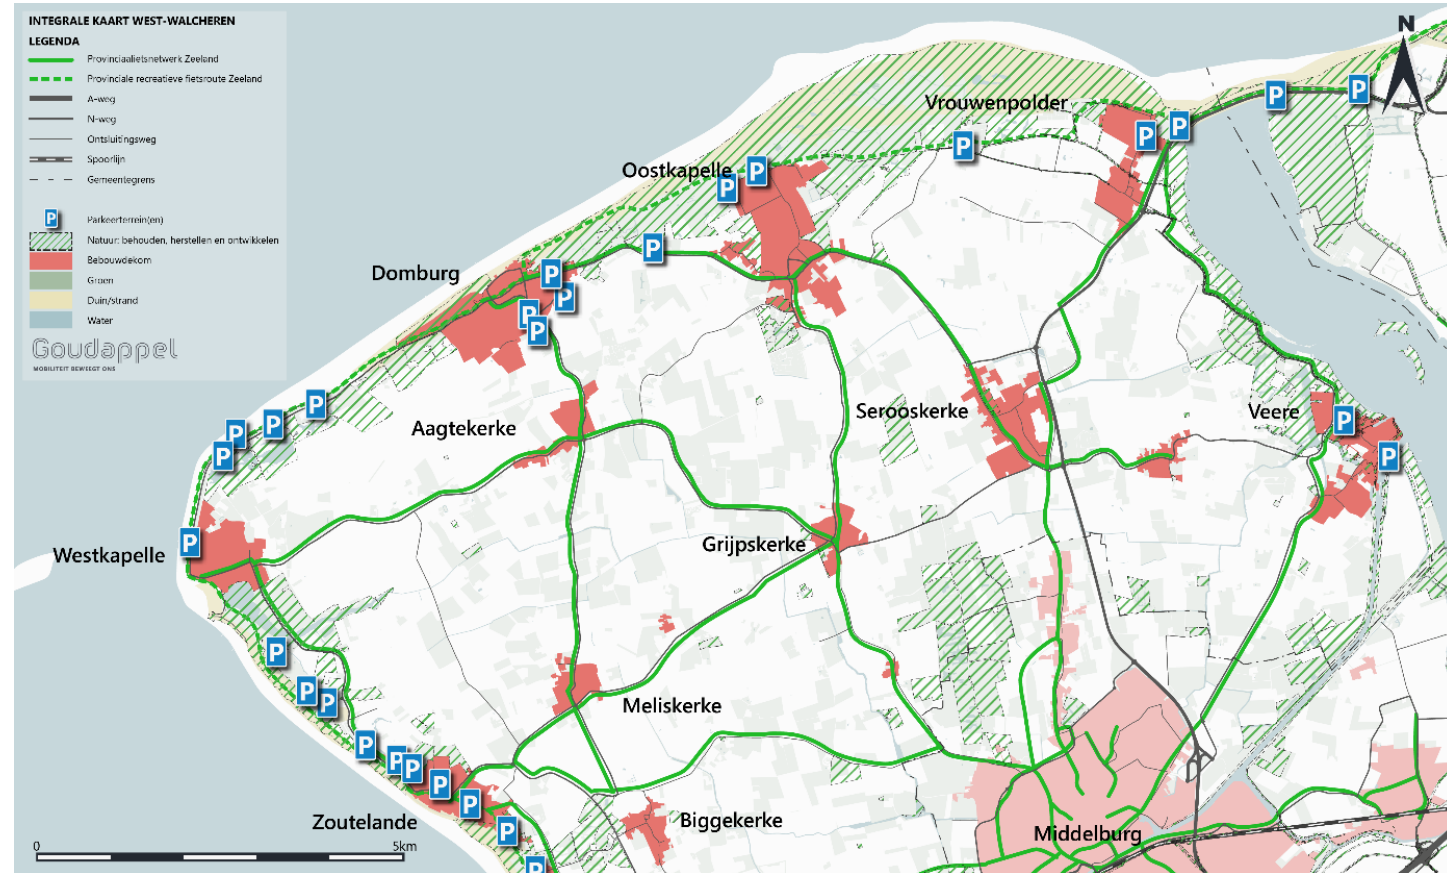 INTEGRALE KAART WEST-WALCHEREN
LEGENDA
Provinciaalfietsnetwerk Zeeland
Provinciale recreatieve fietsroute Zeeland
A-weg
N-weg
Ontsluitingsweg
Spoorlijn
Gemeentegrens
P Parkeerterrein(en)
Natuur: behouden, herstellen en ontwikkelen
Bebouwdekom
Groen
Duin/strand
Water
Goudappel
MOBILITEIT BEWEEGT ONS
N
P
P
Vrouwenpolder
P
P
P
Oostkapelle
P
P
P
Domburg
P
P
P
P
P
Aagtekerke
Serooskerke
Veere
P
P
P
P
P
P
Westkapelle
P
Grijpskerke
P
P
P
Meliskerke
P
P
P
P
P
P
P
Zoutelande
Biggekerke
Middelburg
0 5km